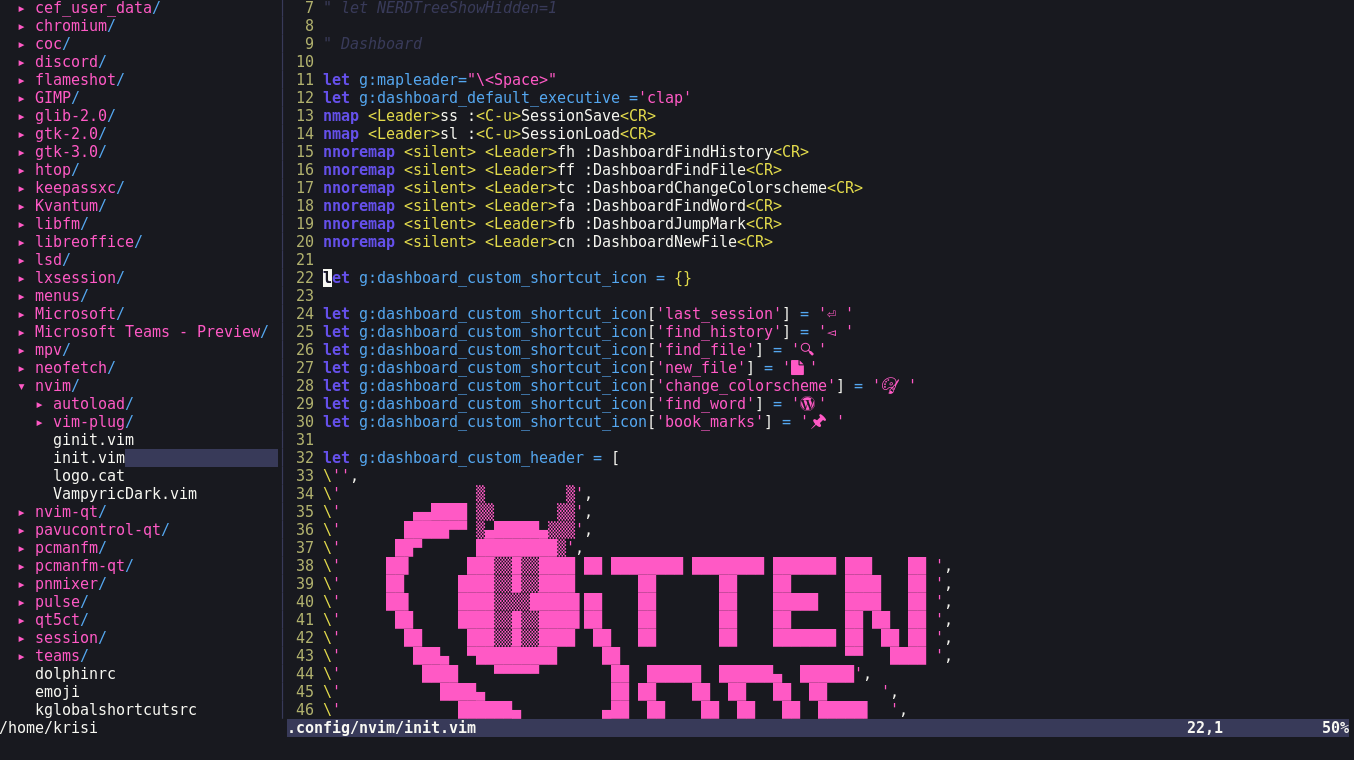 ▸ cef_user_data/
▸ chromium/
▸ coc/
▸ discord/
▸ flameshot/
▸ GIMP/
▸ glib-2.0/
▸ gtk-2.0/
▸ gtk-3.0/
▸ htop/
▸ keepassxc/
▸ Kvantum/
▸ libfm/
▸ libreoffice/
▸ lsd/
▸ lxsession/
▸ menus/
▸ Microsoft/
▸ Microsoft Teams - Preview/
▸ mpv/
▸ neofetch/
▾ nvim/
▸ autoload/
▸ vim-plug/
ginit.vim
init.vim
logo.cat
VampyricDark.vim
▸ nvim-qt/
▸ pavucontrol-qt/
▸ pcmanfm/
▸ pcmanfm-qt/
▸ pnmixer/
▸ pulse/
▸ qt5ct/
▸ session/
▸ teams/
dolphinrc
emoji
kglobalshortcutsrc
/home/krisi
7 " let NERDTreeShowHidden=1
8
9 " Dashboard
10
11 let g:mapleader="\<Space>"
12 let g:dashboard_default_executive ='clap'
13 nmap <Leader>ss :<C-u>SessionSave<CR>
14 nmap <Leader>sl :<C-u>SessionLoad<CR>
15 nnoremap <silent> <Leader>fh :DashboardFindHistory<CR>
16 nnoremap <silent> <Leader>ff :DashboardFindFile<CR>
17 nnoremap <silent> <Leader>tc :DashboardChangeColorscheme<CR>
18 nnoremap <silent> <Leader>fa :DashboardFindWord<CR>
19 nnoremap <silent> <Leader>fb :DashboardJumpMark<CR>
20 nnoremap <silent> <Leader>cn :DashboardNewFile<CR>
21
22 let g:dashboard_custom_shortcut_icon = {}
23
24 let g:dashboard_custom_shortcut_icon['last_session'] = '⏎ '
25 let g:dashboard_custom_shortcut_icon['find_history'] = ' '
26 let g:dashboard_custom_shortcut_icon['find_file'] = ' '
27 let g:dashboard_custom_shortcut_icon['new_file'] = ' '
28 let g:dashboard_custom_shortcut_icon['change_colorscheme'] = ' '
29 let g:dashboard_custom_shortcut_icon['find_word'] = ' '
30 let g:dashboard_custom_shortcut_icon['book_marks'] = ' '
31
32 let g:dashboard_custom_header = [
33 \'',
34 \' ',
35 \' ',
36 \' ',
37 \' ',
38 \' ',
39 \' ',
40 \' ',
41 \' ',
42 \' ',
43 \' ',
44 \' ',
45 \' ',
46 \' ',
.config/nvim/init.vim 22,1 50%